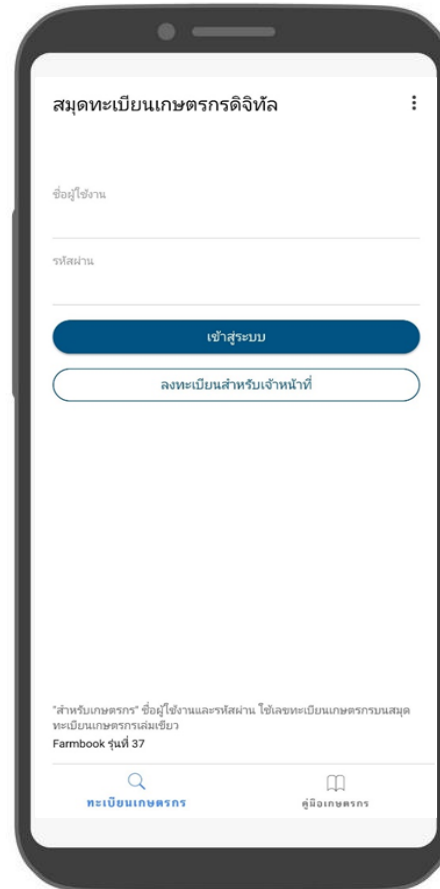 สมุดทะเบียนเกษตรกรดิจิทัล
ชื่อผู้ใช้งาน
รหัสผ่าน
เข้าสู่ระบบ
ลงทะเบียนสำหรับเจ้าหน้าที่
"สำหรับเกษตรกร" ชื่อผู้ใช้งานและรหัสผ่าน ใช้เลขทะเบียนเกษตรกรบนสมุด
ทะเบียนเกษตรกรเล่มเขียว
Farmbook รุ่นที่ 37
ทะเบียนเกษตรกร
คู่มือเกษตรกร